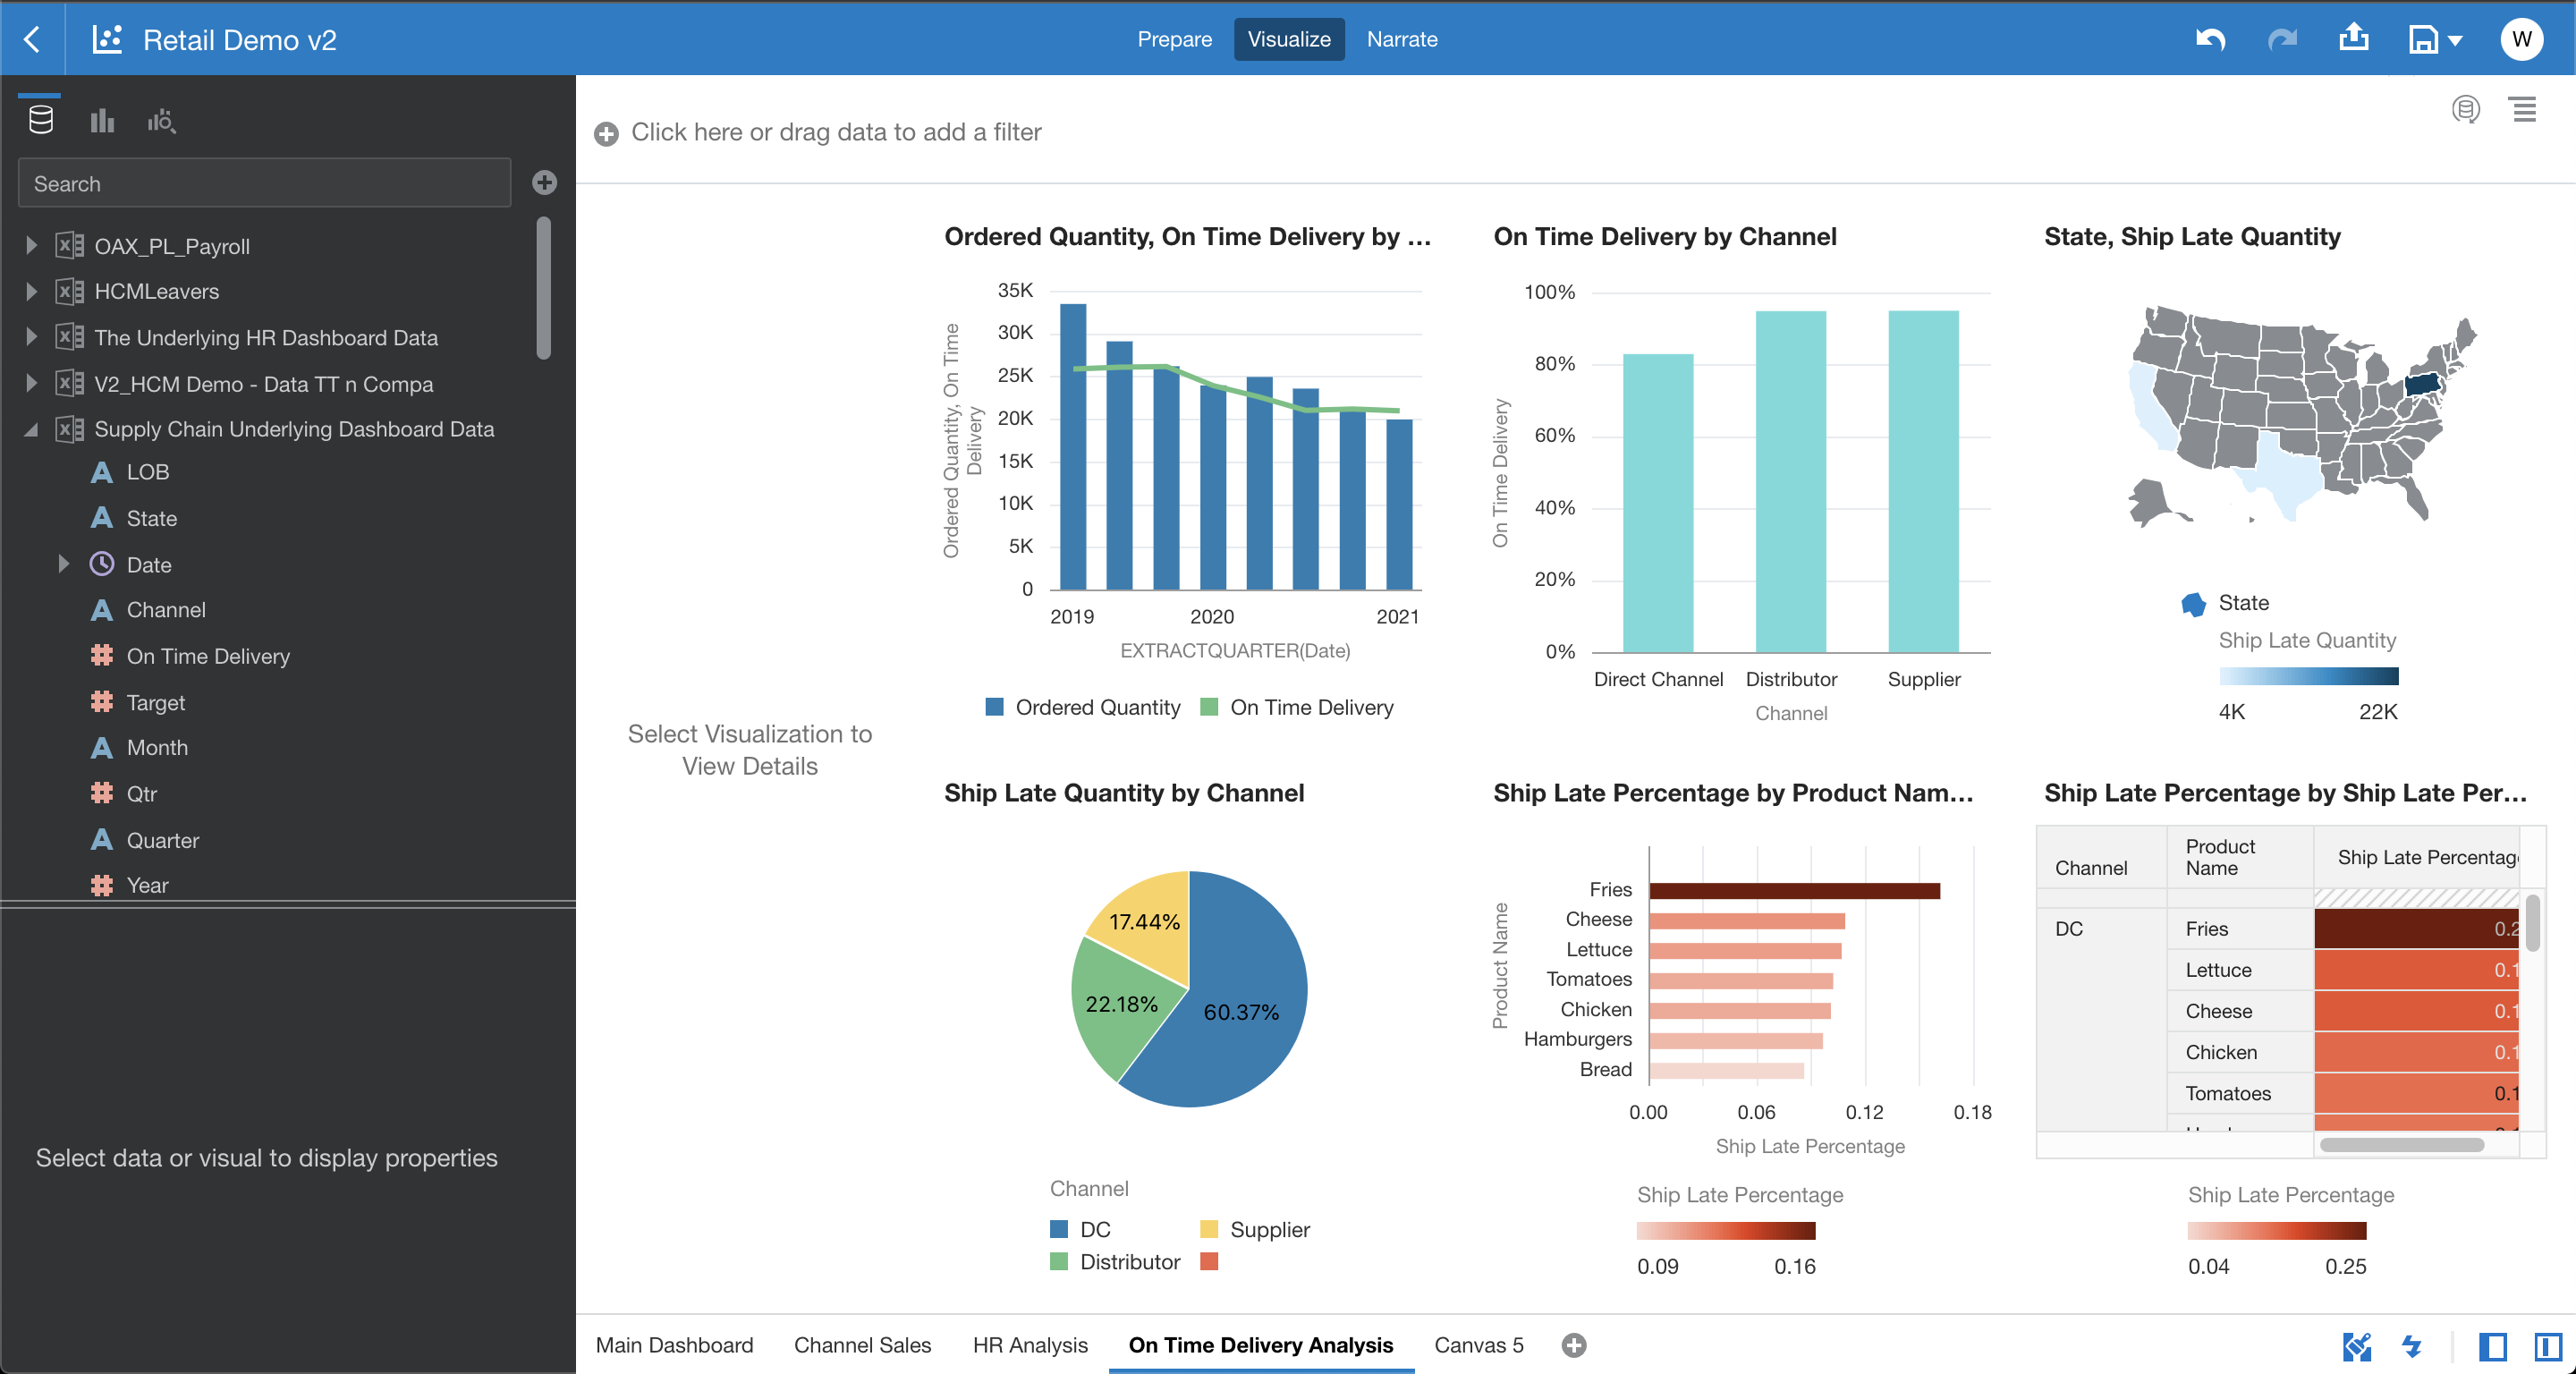 Retail Demo v2
Prepare
Visualize
Narrate
W
Search
OAX_PL_Payroll
HCMLeavers
The Underlying HR Dashboard Data
V2_HCM Demo - Data TT n Compa
Supply Chain Underlying Dashboard Data
LOB
State
Date
Channel
On Time Delivery
Target
Month
Qtr
Quarter
Year
Select data or visual to display properties
Click here or drag data to add a filter
Select Visualization to
View Details
Ordered Quantity, On Time Delivery by ...
Ordered Quantity, On Time
Delivery
35K
30K
25K
20K
15K
10K
5K
0
2019
2020
2021
EXTRACTQUARTER(Date)
Ordered Quantity
On Time Delivery
On Time Delivery by Channel
On Time Delivery
100%
80%
60%
40%
20%
0%
Direct Channel
Distributor
Supplier
Channel
State, Ship Late Quantity
State
Ship Late Quantity
4K
22K
Ship Late Quantity by Channel
17.44%
22.18%
60.37%
Channel
DC
Supplier
Distributor
Ship Late Percentage by Product Nam...
Product Name
Fries
Cheese
Lettuce
Tomatoes
Chicken
Hamburgers
Bread
0.00
0.06
0.12
0.18
Ship Late Percentage
Ship Late Percentage
0.09
0.16
Ship Late Percentage by Ship Late Per...
Channel
Product
Name
Ship Late Percentag
DC
Fries
0.2
Lettuce
0.1
Cheese
0.1
Chicken
0.1
Tomatoes
0.1
Ship Late Percentage
0.04
0.25
Main Dashboard
Channel Sales
HR Analysis
On Time Delivery Analysis
Canvas 5